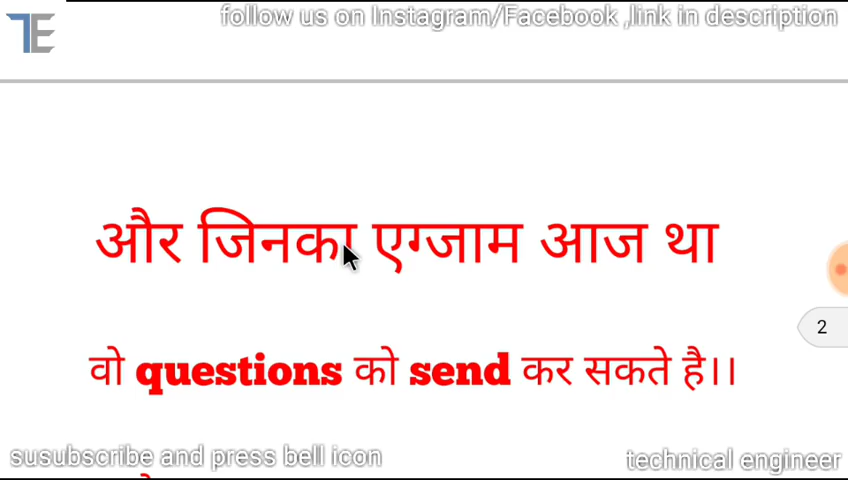 TE
follow us on Instagram/Facebook ,link in description
और जिनका एग्जाम आज था
2
वो questions को send कर सकते है।।
susubscribe and press bell icon
technical engineer